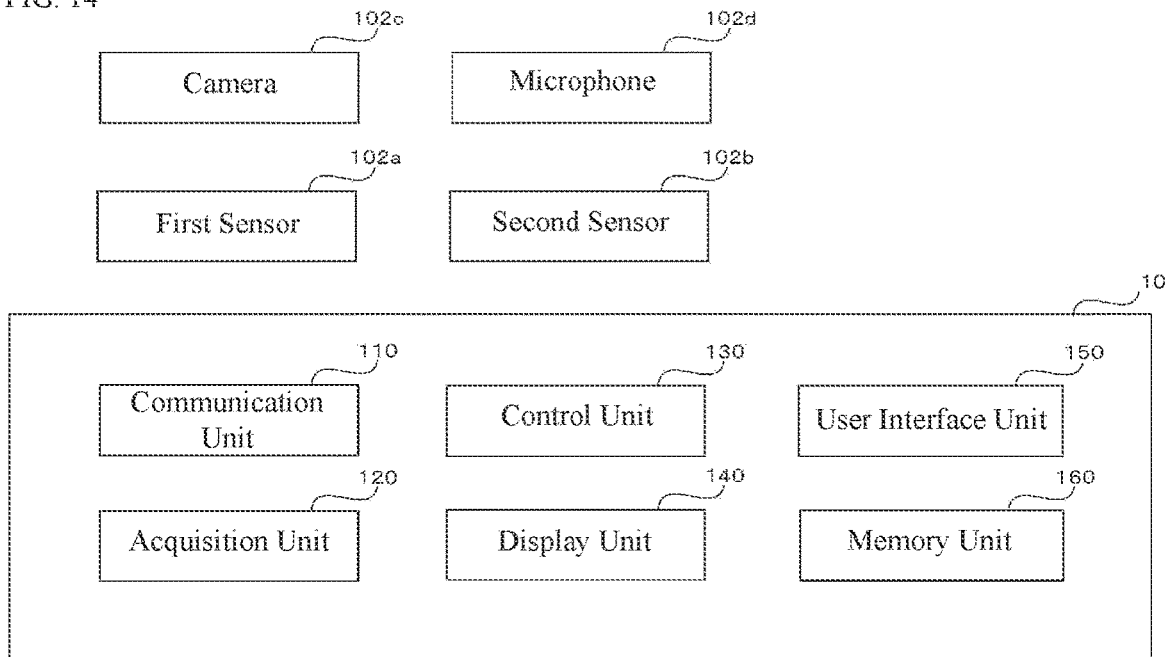 FIG. 14
102c 102d
Camera Microphone
102a 102b
First Sensor Second Sensor
10
110 130 150
Communication
Unit
Control Unit User Interface Unit
120 140 160
Acquisition Unit Display Unit Memory Unit